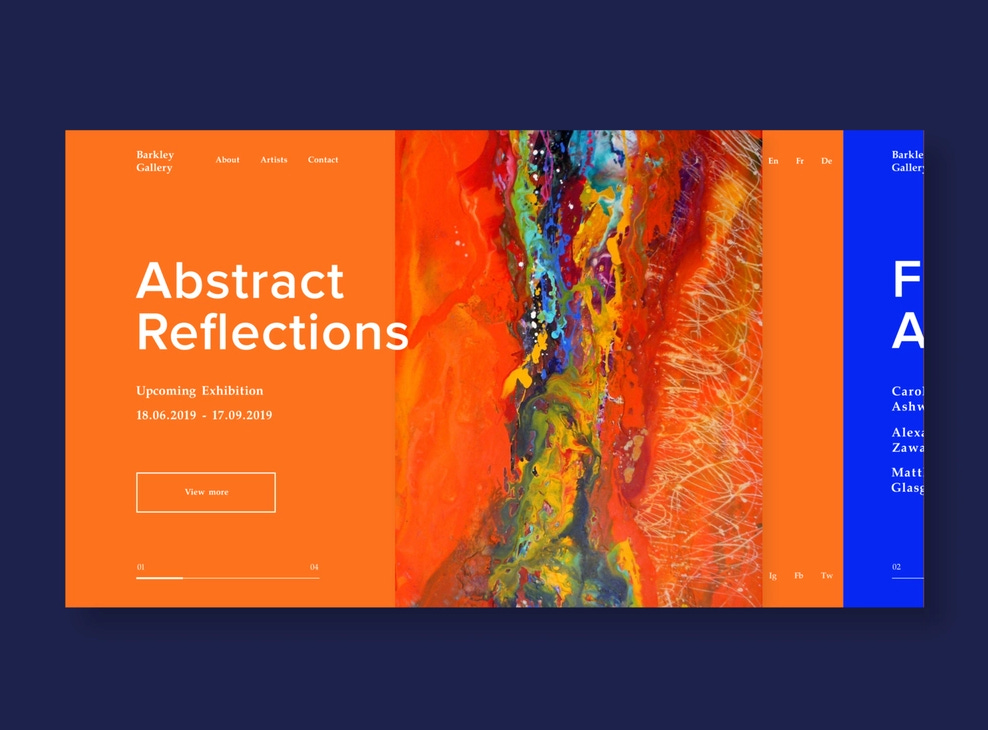 Barkley
Gallery
About
Artists
Contact
En
Fr
De
Abstract
Reflections
Upcoming Exhibition
18.06.2019 - 17.09.2019
View more
01
04
Ig
Fb
Tw
Gallery
F
A
02